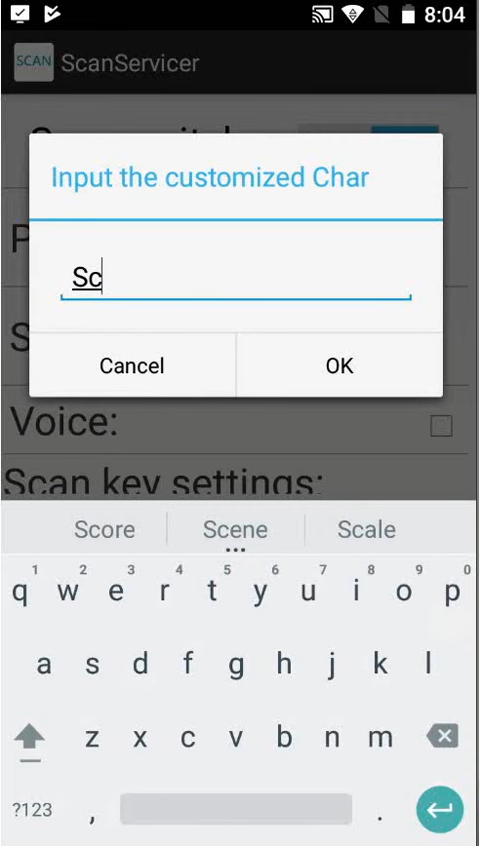 8:04
SCAN ScanServicer
Input the customized Char
Sc
Cancel OK
Voice:
Scan key settings:
Score Scene Scale
1 2 3 4 5 6 7 8 9 0
q w e r t y u i o p
a s d f g h j k l
z x c v b n m
?123 , .